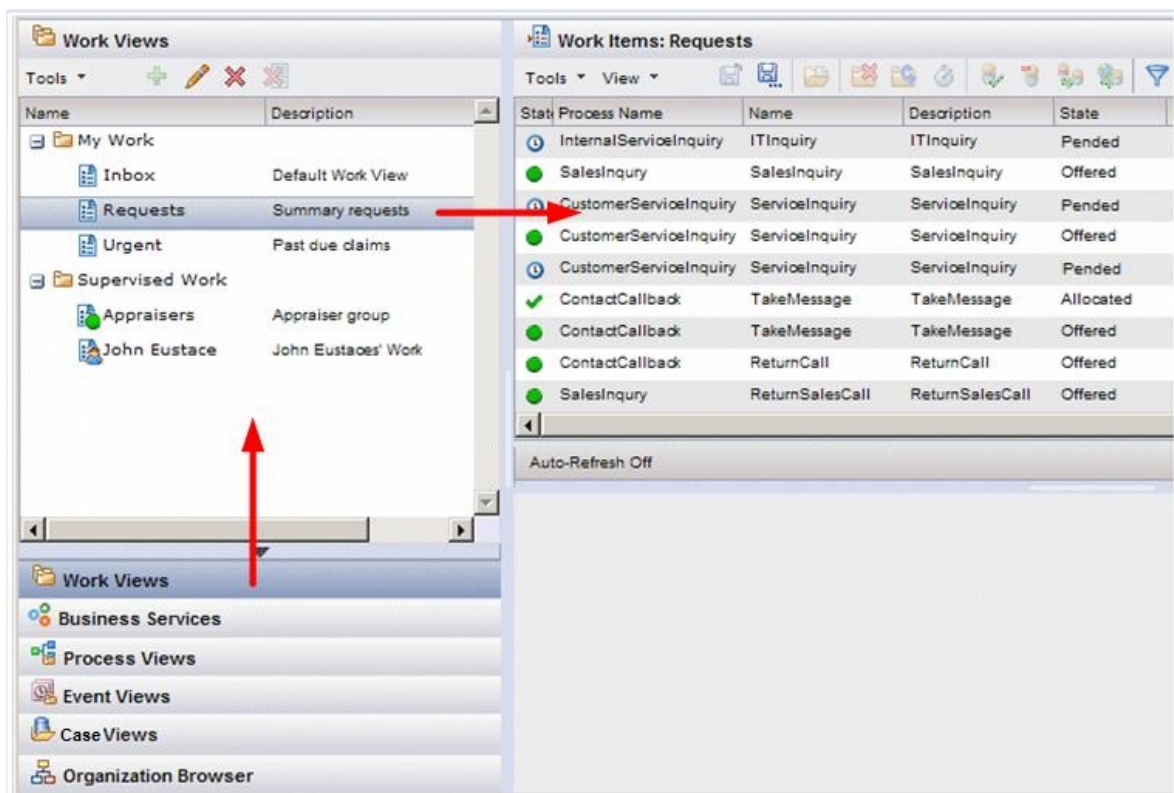 Work Views
Tools
Name Description
My Work
Inbox Default Work View
Requests Summary requests
Urgent Past due claims
Supervised Work
Appraisers Appraiser group
John Eustace John Eustaces' Work
Work Views
Business Services
Process Views
Event Views
Case Views
Organization Browser
Work Items: Requests
Tools View
State Process Name Name Description State
InternalServiceInquiry ITInquiry ITInquiry Pended
SalesInqury SalesInquiry SalesInquiry Offered
CustomerServiceInquiry ServiceInquiry ServiceInquiry Pended
CustomerServiceInquiry ServiceInquiry ServiceInquiry Offered
CustomerServiceInquiry ServiceInquiry ServiceInquiry Pended
ContactCallback TakeMessage TakeMessage Allocated
ContactCallback TakeMessage TakeMessage Offered
ContactCallback ReturnCall ReturnCall Offered
SalesInqury ReturnSalesCall ReturnSalesCall Offered
Auto-Refresh Off